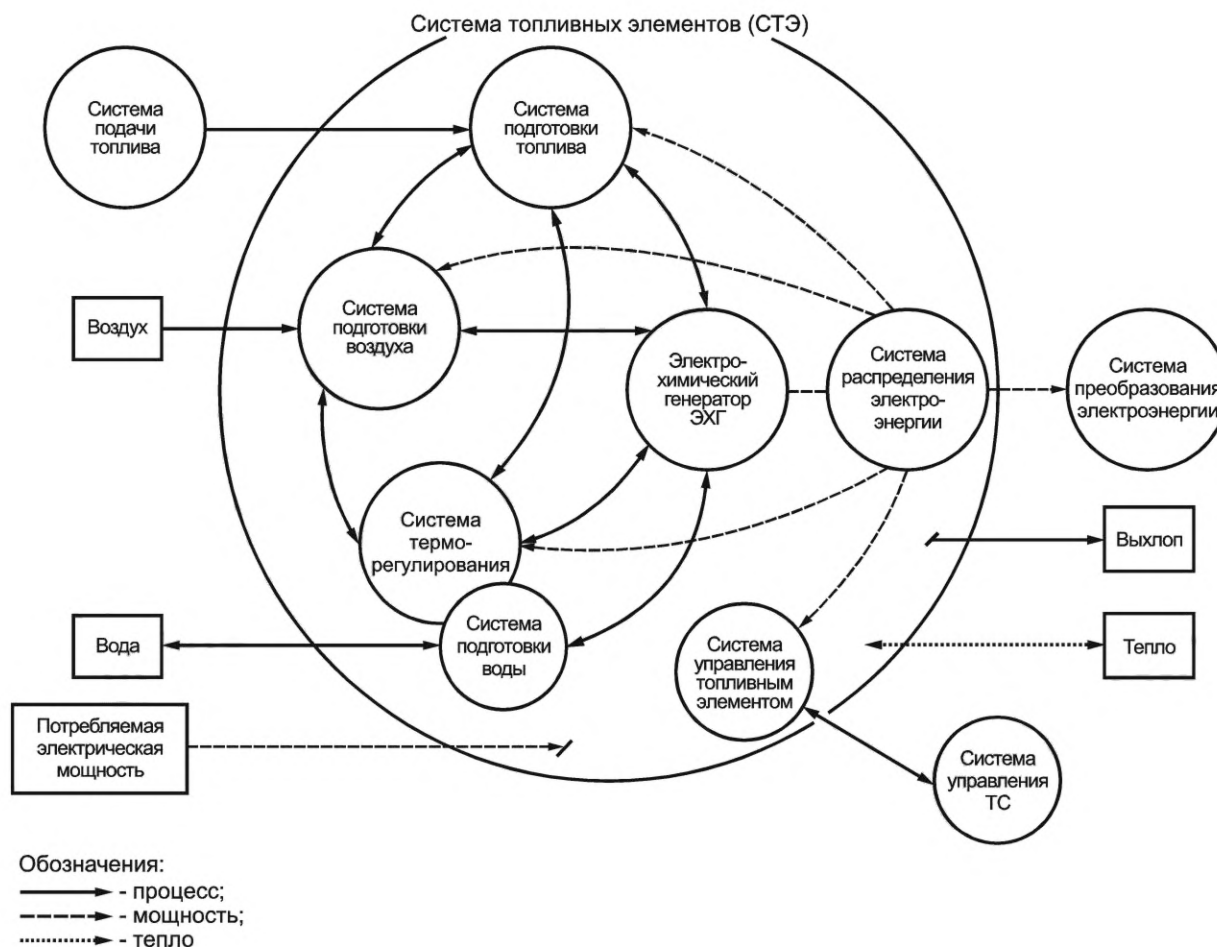 Система топливных элементов (СТЭ)
Система
подачи
топлива
Система
подготовки
топлива
Воздух
Система
подготовки
воздуха
Электро-
химический
генератор
ЭХГ
Система
распределения
электро-
энергии
Система
преобразования
электроэнергии
Система
термо-
регулирования
Выхлоп
Вода
Система
подготовки
воды
Система
управления
топливным
элементом
Тепло
Потребляемая
электрическая
мощность
Система
управления
ТС
Обозначения:
- процесс;
- мощность;
- тепло